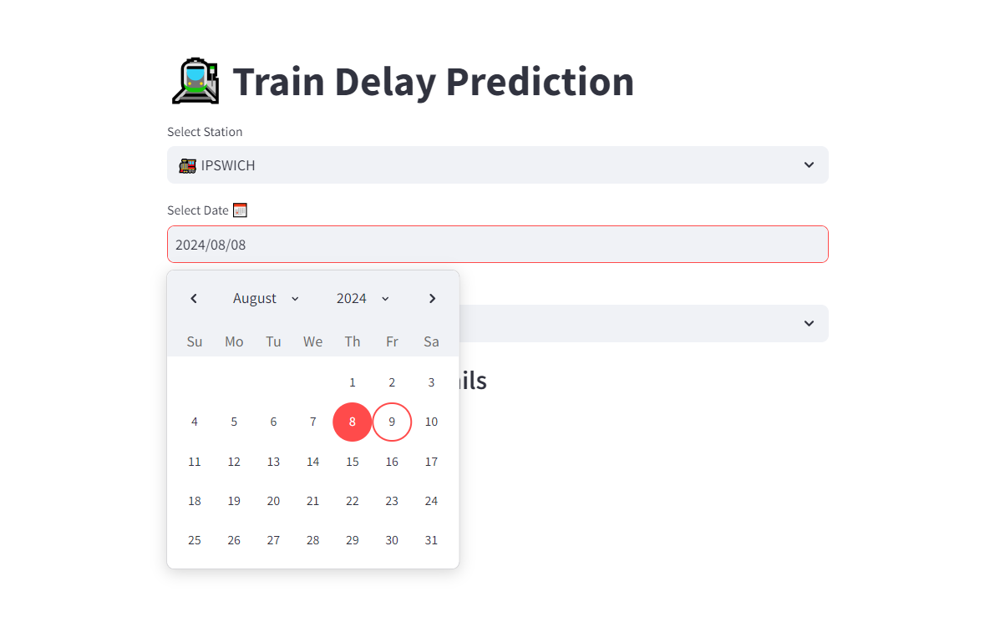 Train Delay Prediction
Select Station
IPSWICH
Select Date
2024/08/08
August 2024
Su Mo Tu We Th Fr Sa
1 2 3
4 5 6 7 8 9 10
11 12 13 14 15 16 17
18 19 20 21 22 23 24
25 26 27 28 29 30 31